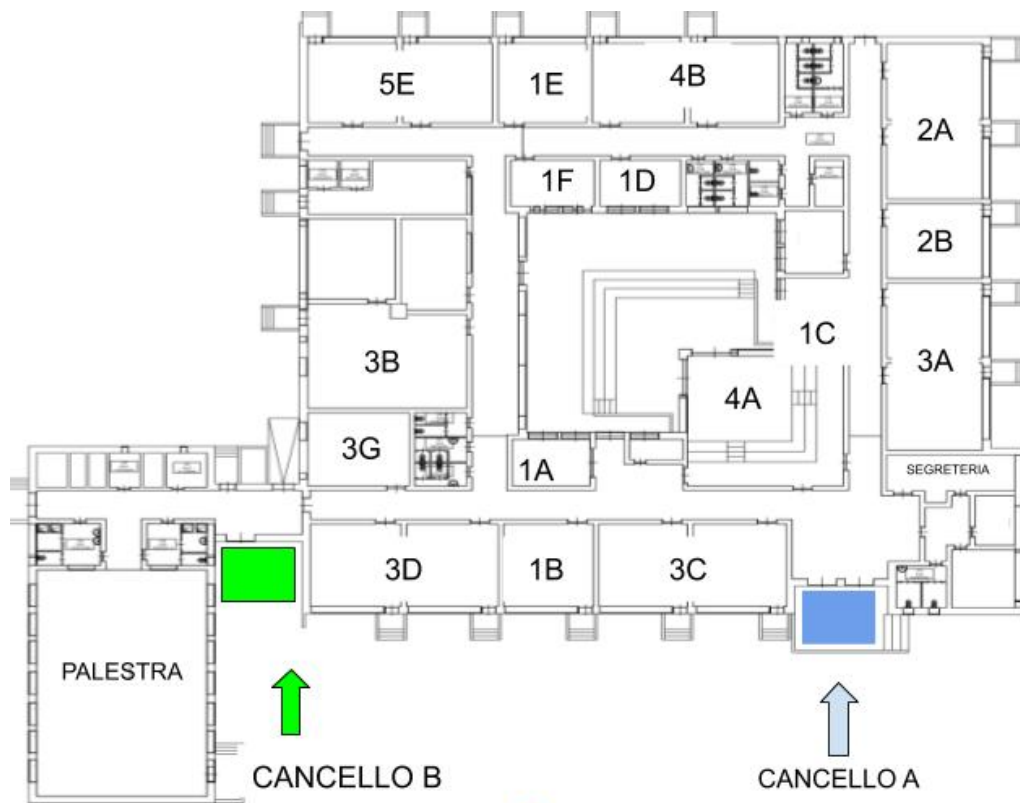 5E
1E
4B
2A
1F
1D
2B
1C
3B
3A
4A
3G
1A
SEGRETERIA
3D
1B
3C
PALESTRA
CANCELLO B
CANCELLO A